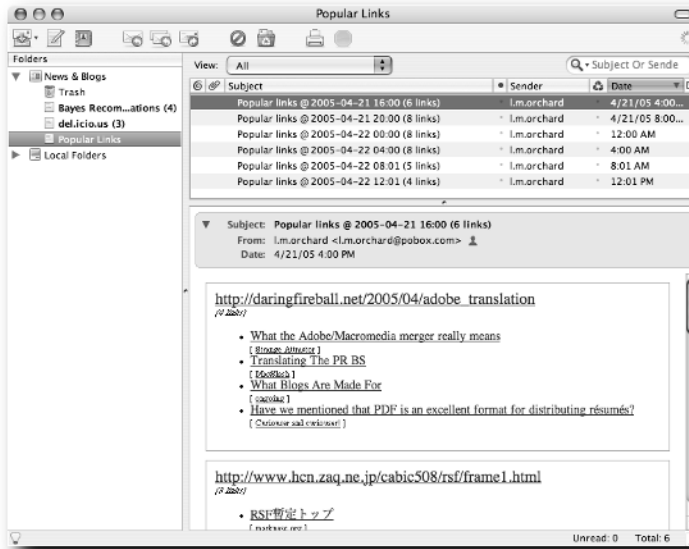 Popular Links
Folders
News & Blogs
Trash
Bayes Recom...ations (4)
del.icio.us (3)
Popular Links
Local Folders
View: All
Subject Or Sende
Subject Sender Date
Popular links @ 2005-04-21 16:00 (6 links) l.m.orchard 4/21/05 4:00...
Popular links @ 2005-04-21 20:00 (8 links) l.m.orchard 4/21/05 8:00...
Popular links @ 2005-04-22 00:00 (8 links) l.m.orchard 12:00 AM
Popular links @ 2005-04-22 04:00 (8 links) l.m.orchard 4:00 AM
Popular links @ 2005-04-22 08:01 (5 links) l.m.orchard 8:01 AM
Popular links @ 2005-04-22 12:01 (4 links) l.m.orchard 12:01 PM
Subject: Popular links @ 2005-04-21 16:00 (6 links)
From: l.m.orchard <l.m.orchard@pobox.com>
Date: 4/21/05 4:00 PM
http://daringfireball.net/2005/04/adobe_translation
(4 links)
• What the Adobe/Macromedia merger really means
• Translating The PR BS
[ MacSlash ]
• What Blogs Are Made For
[ ongoing ]
• Have we mentioned that PDF is an excellent format for distributing résumés?
[ Curiouser and curiouser! ]
http://www.hcn.zaq.ne.jp/cabic508/rsf/frame1.html
(3 links)
• RSF暫定トップ
Unread: 0 Total: 6